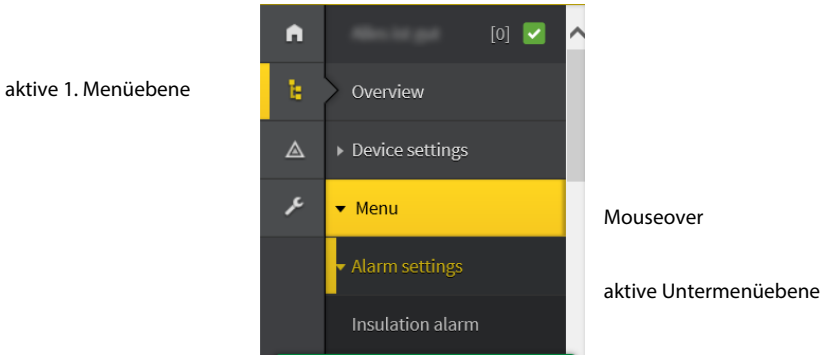 [0]
aktive 1. Menüebene
Overview
Device settings
Menu
Mouseover
Alarm settings
aktive Untermenüebene
Insulation alarm